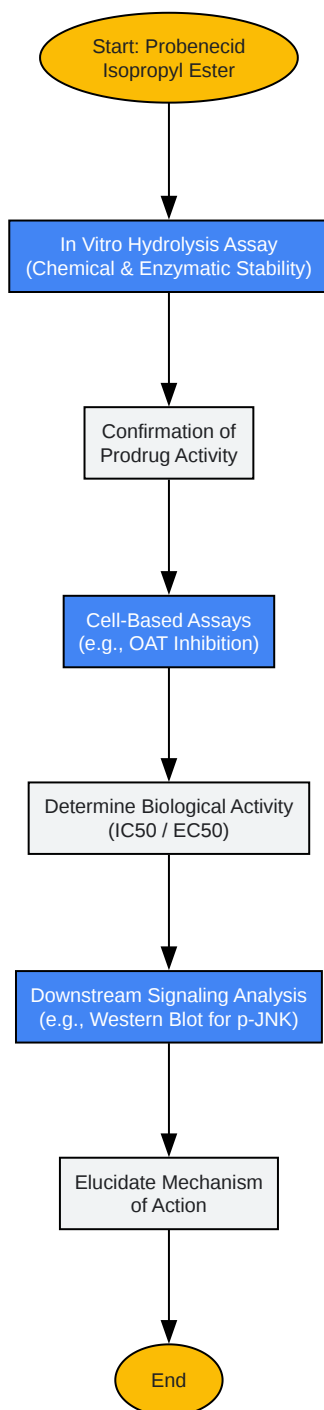 Start: Probenecid
Isopropyl Ester
In Vitro Hydrolysis Assay
(Chemical & Enzymatic Stability)
Confirmation of
Prodrug Activity
Cell-Based Assays
(e.g., OAT Inhibition)
Determine Biological Activity
(IC50 / EC50)
Downstream Signaling Analysis
(e.g., Western Blot for p-JNK)
Elucidate Mechanism
of Action
End